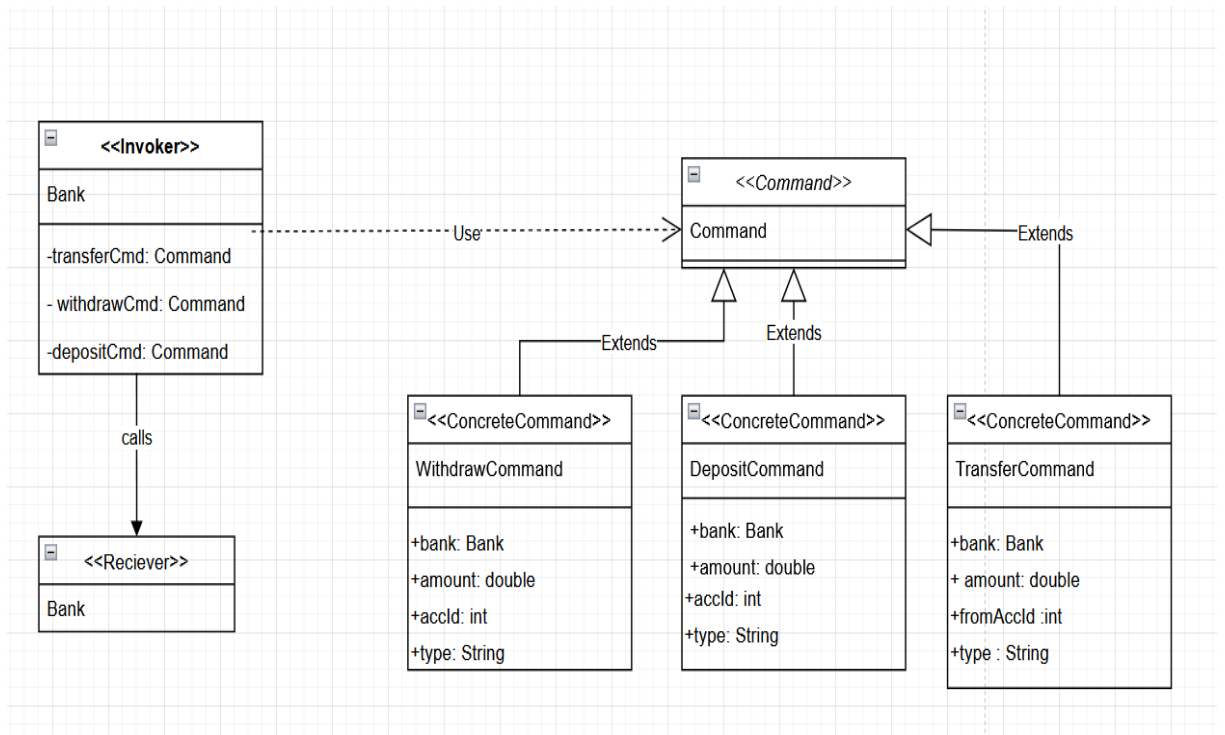 <<Invoker>>
Bank
-transferCmd: Command
- withdrawCmd: Command
-depositCmd: Command
Use
<<Command>>
Command
Extends
Extends
Extends
calls
<<Reciever>>
Bank
<<ConcreteCommand>>
WithdrawCommand
+bank: Bank
+amount: double
+accId: int
+type: String
<<ConcreteCommand>>
DepositCommand
+bank: Bank
+amount: double
+accId: int
+type: String
<<ConcreteCommand>>
TransferCommand
+bank: Bank
+ amount: double
+fromAccId :int
+type : String